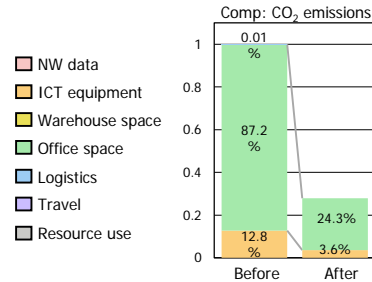 Comp: CO₂ emissions
NW data
ICT equipment
Warehouse space
Office space
Logistics
Travel
Resource use
1
0.8
0.6
0.4
0.2
0
0.01
%
87.2
%
12.8
%
24.3%
3.6%
Before
After